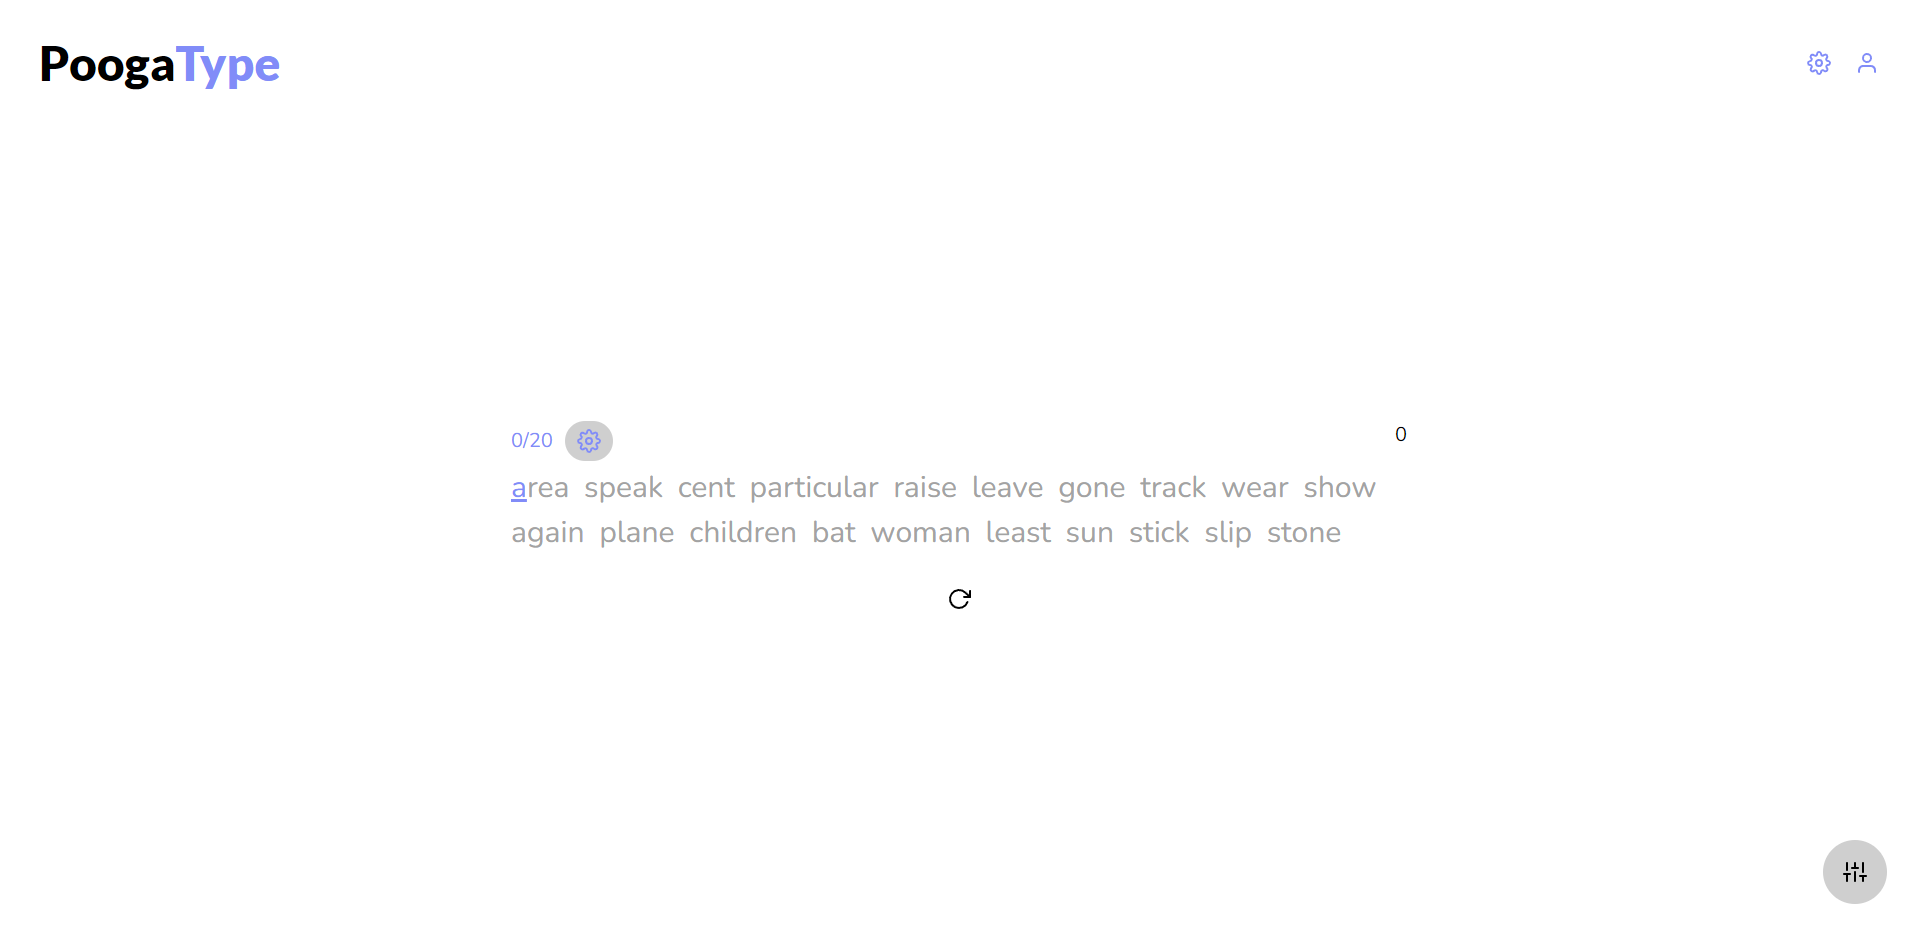 PoogaType
0/20
0
area speak cent particular raise leave gone track wear show
again plane children bat woman least sun stick slip stone